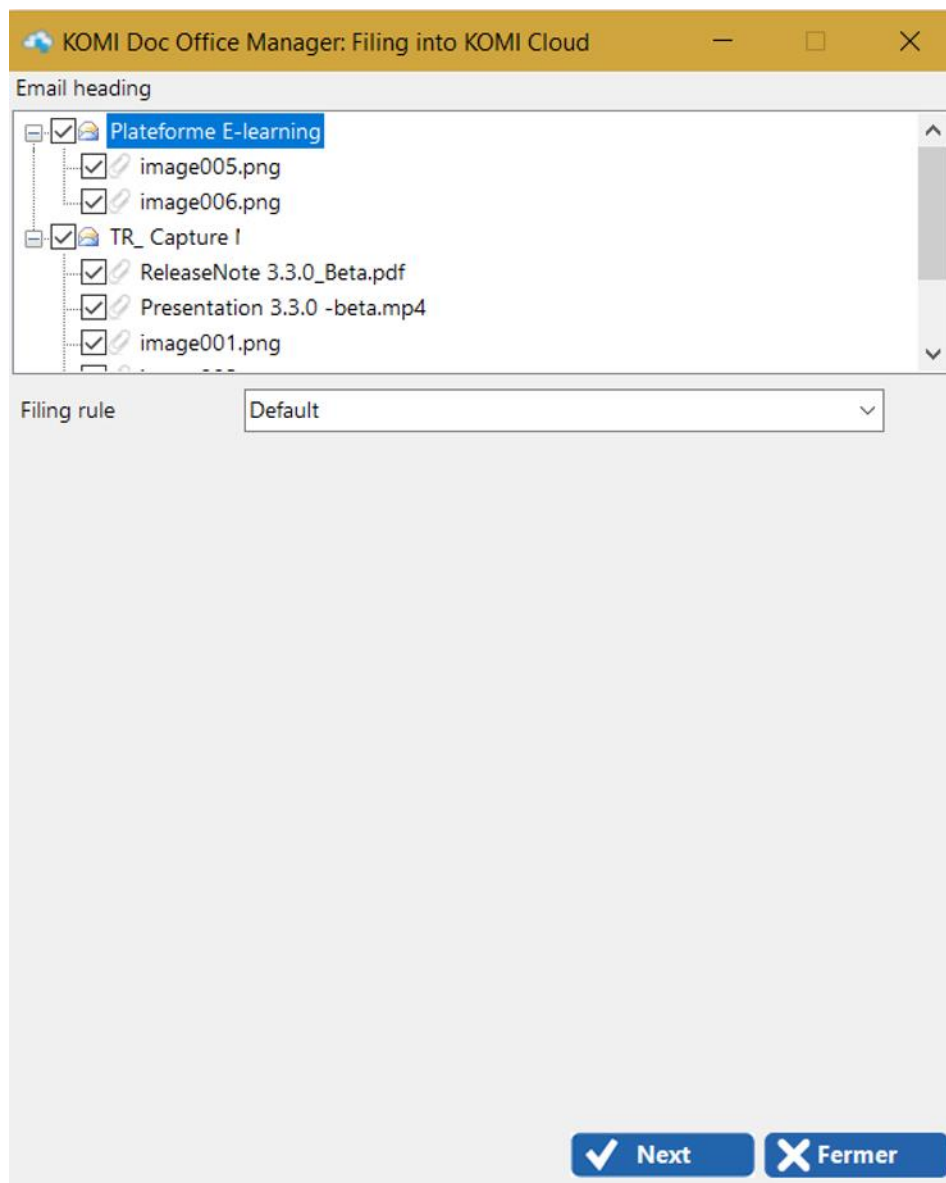 KOMI Doc Office Manager: Filing into KOMI Cloud
Email heading
Plateforme E-learning
image005.png
image006.png
TR_ Capture
ReleaseNote 3.3.0_Beta.pdf
Presentation 3.3.0 -beta.mp4
image001.png
Filing rule
Default
Next
Fermer